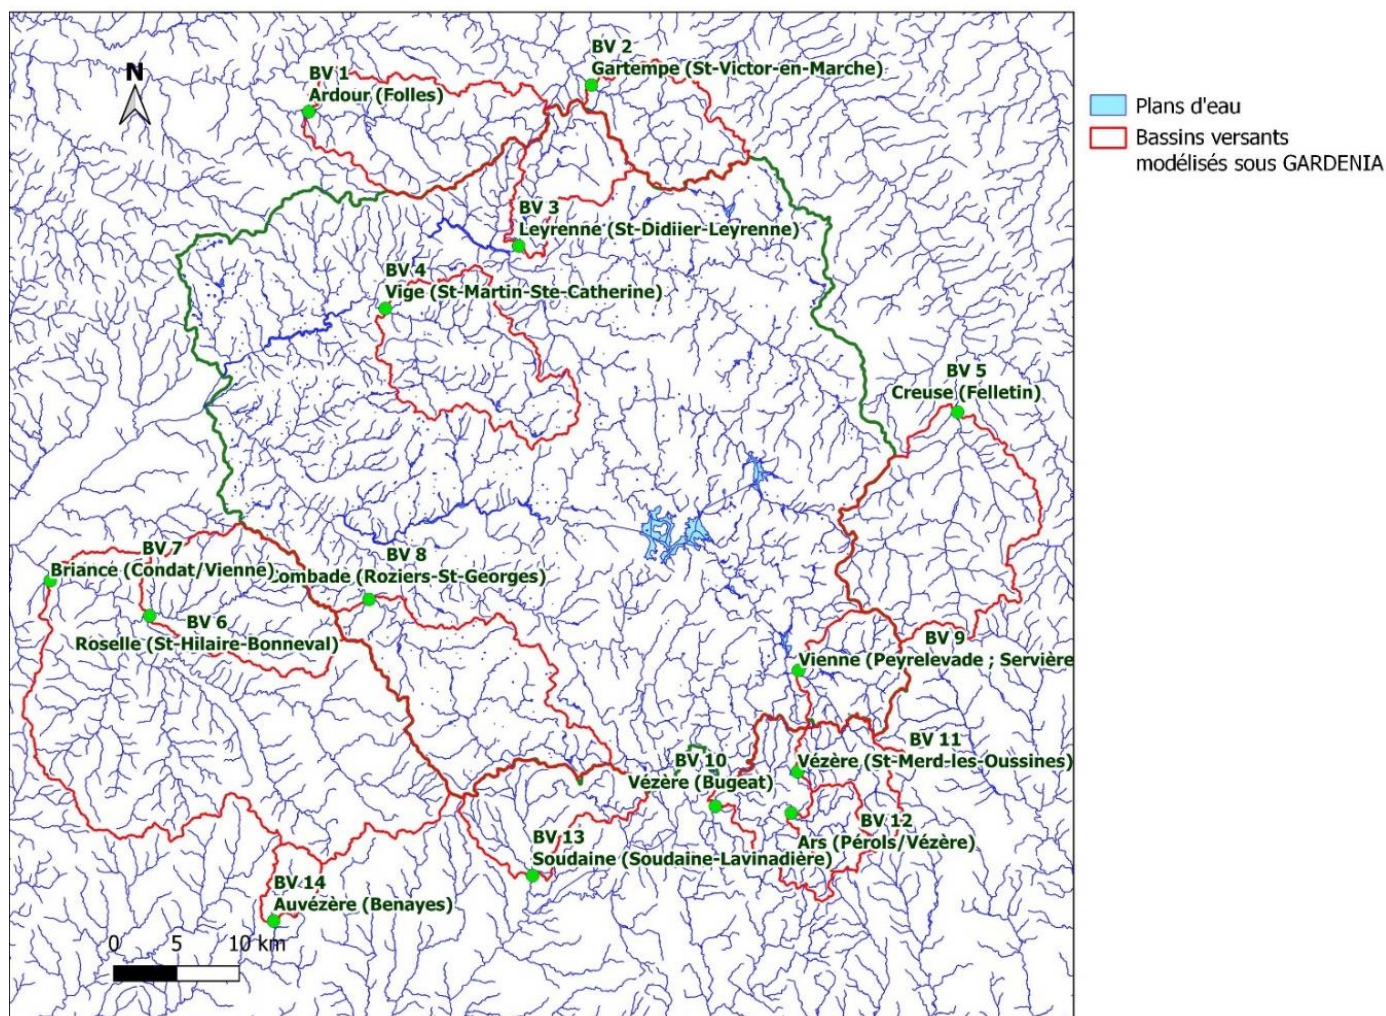 N
BV 1
Ardour (Folles)
BV 2
Gartempe (St-Victor-en-Marche)
Plans d'eau
Bassins versants
modélisés sous GARDENIA
BV 3
Leyrenne (St-Didiier-Leyrenne)
BV 4
Vige (St-Martin-Ste-Catherine)
BV 5
Creuse (Felletin)
BV 7
Briance (Condat/Vienne)
BV 8
Combade (Roziers-St-Georges)
BV 6
Roselle (St-Hilaire-Bonneval)
BV 9
Vienne (Peyrelevade ; Servière
BV 10
Vézère (Bugeat)
BV 11
Vézère (St-Merd-les-Oussines)
BV 12
Ars (Pérols/Vézère)
BV 13
Soudaine (Soudaine-Lavinadière)
BV 14
Auvézère (Benayes)
0 5 10 km